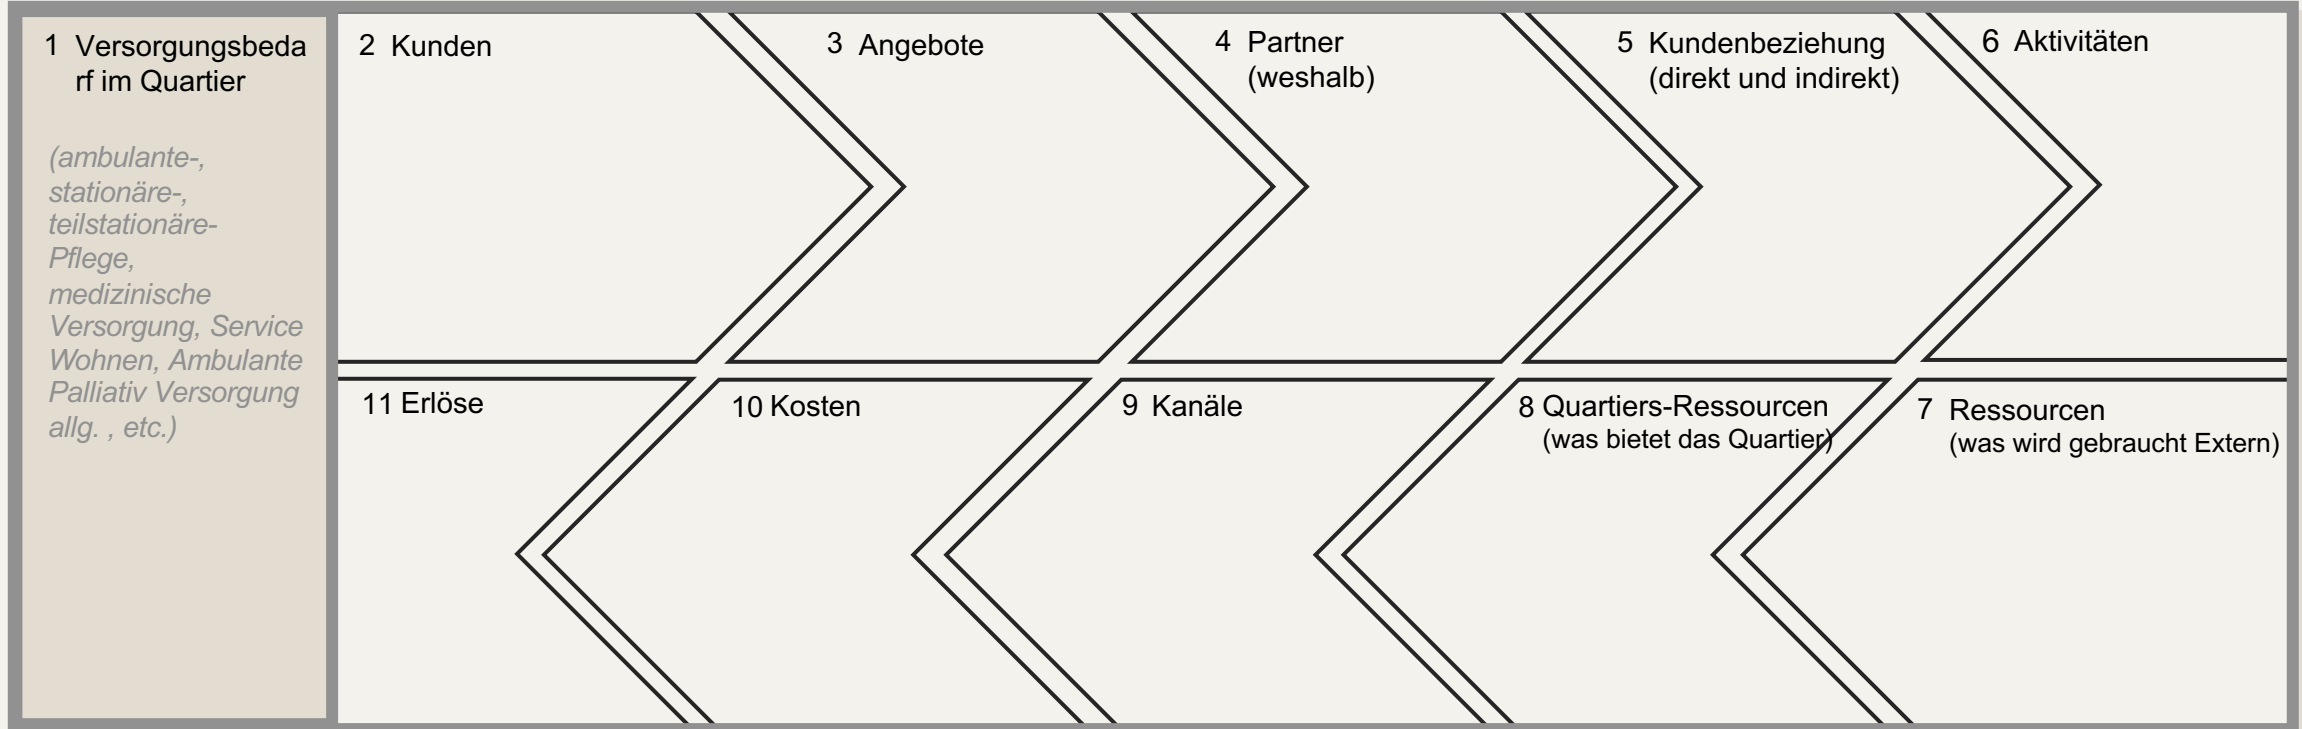 1 Versorgungsbeda
rf im Quartier
(ambulante-,
stationäre-,
teilstationäre-
Pflege,
medizinische
Versorgung, Service
Wohnen, Ambulante
Palliativ Versorgung
allg. , etc.)
2 Kunden
3 Angebote
4 Partner
(weshalb)
5 Kundenbeziehung
(direkt und indirekt)
6 Aktivitäten
11 Erlöse
10 Kosten
9 Kanäle
8 Quartiers-Ressourcen
(was bietet das Quartier)
7 Ressourcen
(was wird gebraucht Extern)